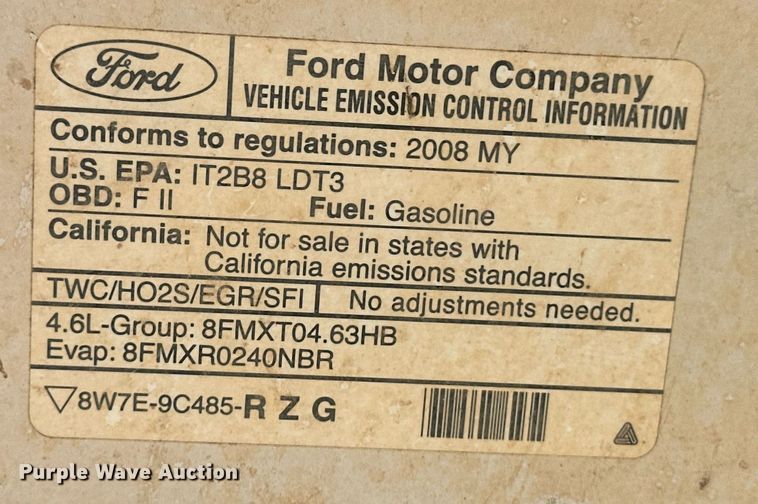 Ford
Ford Motor Company
VEHICLE EMISSION CONTROL INFORMATION
Conforms to regulations: 2008 MY
U.S. EPA: IT2B8 LDT3
OBD: F II Fuel: Gasoline
California: Not for sale in states with
California emissions standards.
TWC/HO2S/EGR/SFI No adjustments needed.
4.6L-Group: 8FMXT04.63HB
Evap: 8FMXR0240NBR
▽8W7E-9C485-R Z G
Purple Wave Auction